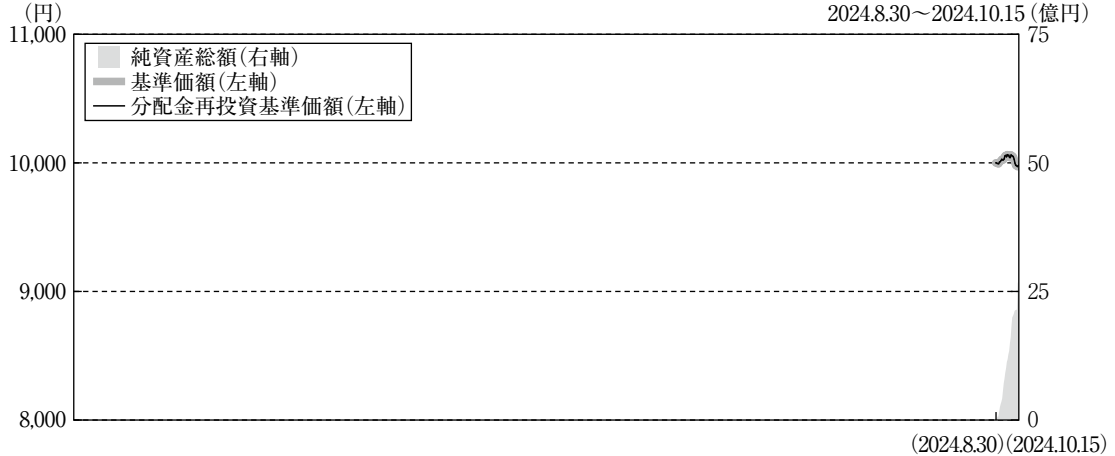 (円)
2024.8.30～2024.10.15(億円)
11,000
75
純資産総額(右軸)
基準価額(左軸)
分配金再投資基準価額(左軸)
10,000
50
9,000
25
8,000
0
(2024.8.30)(2024.10.15)